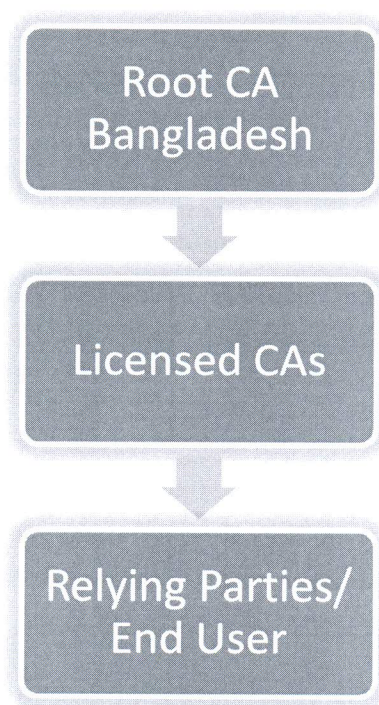 Root CA
Bangladesh
Licensed CAs
Relying Parties/
End User